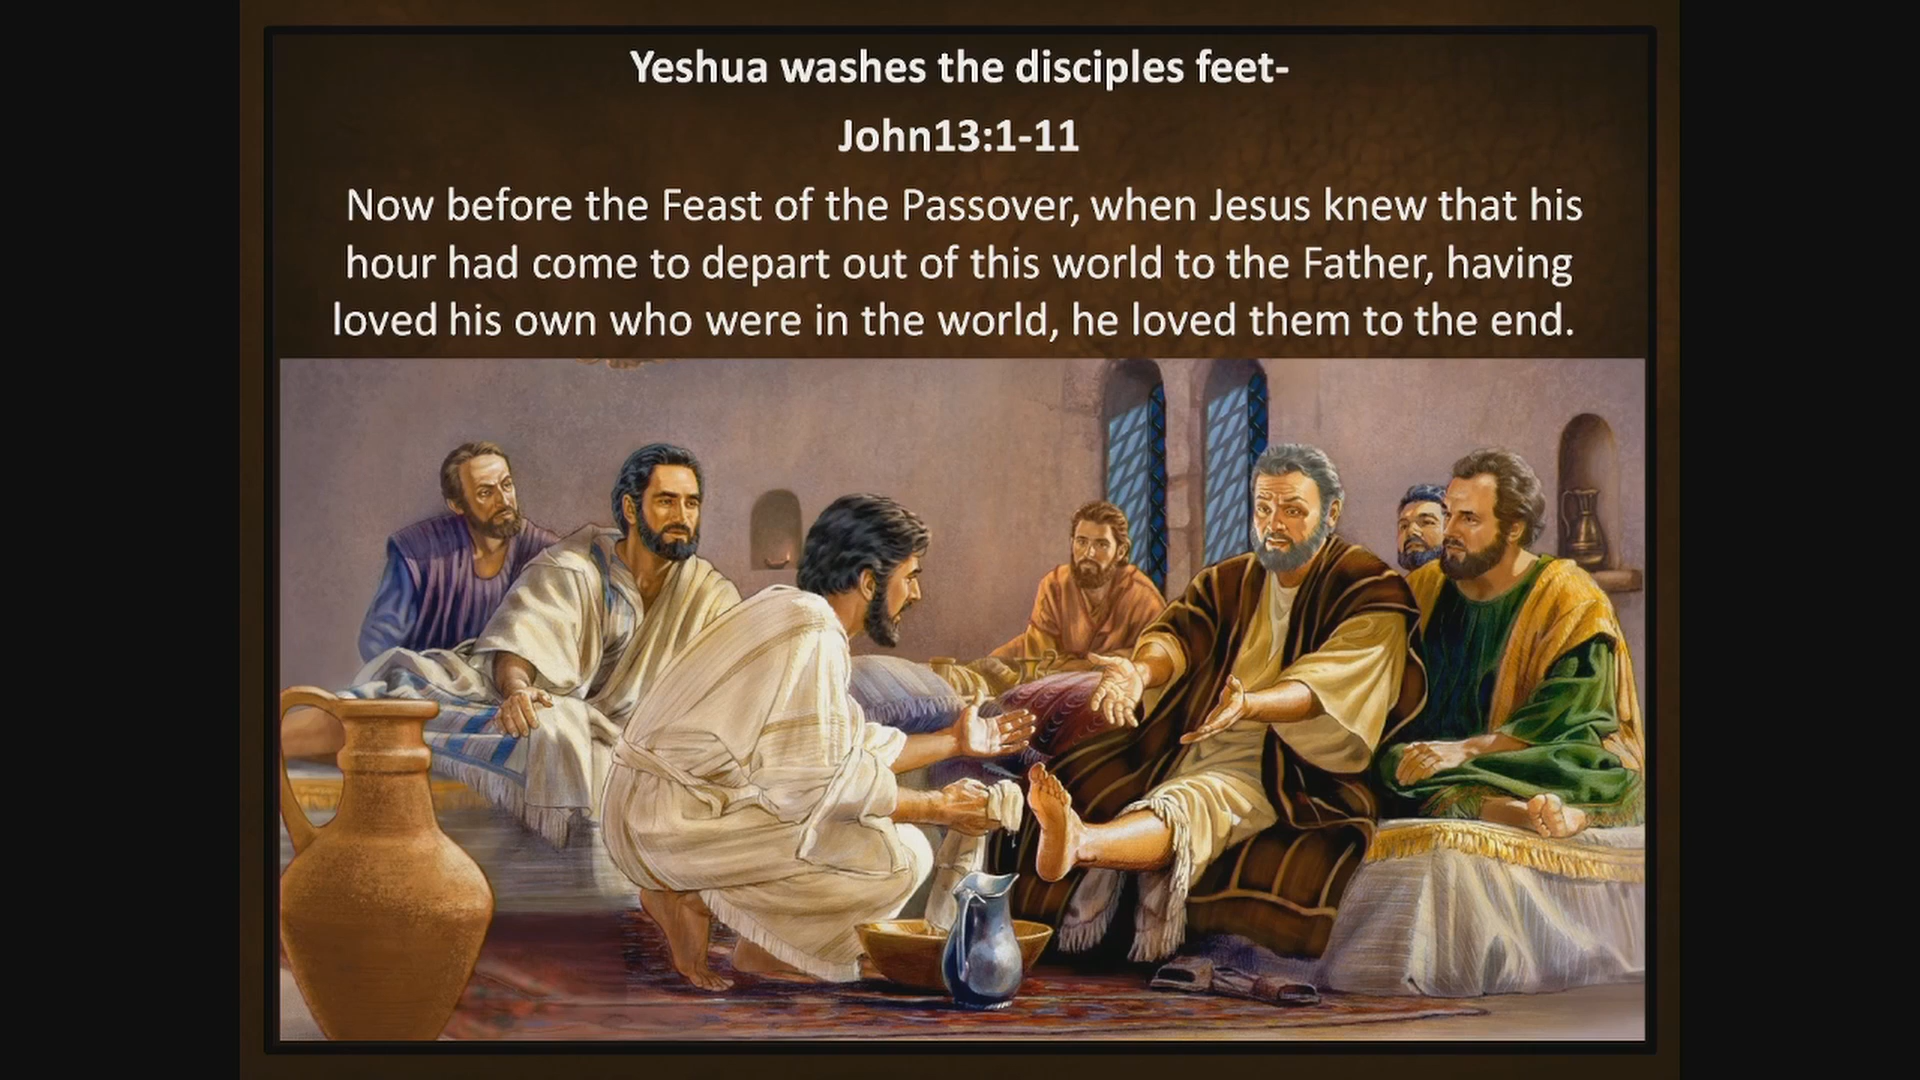 Yeshua washes the disciples feet-
John13:1-11
Now before the Feast of the Passover, when Jesus knew that his
hour had come to depart out of this world to the Father, having
loved his own who were in the world, he loved them to the end.